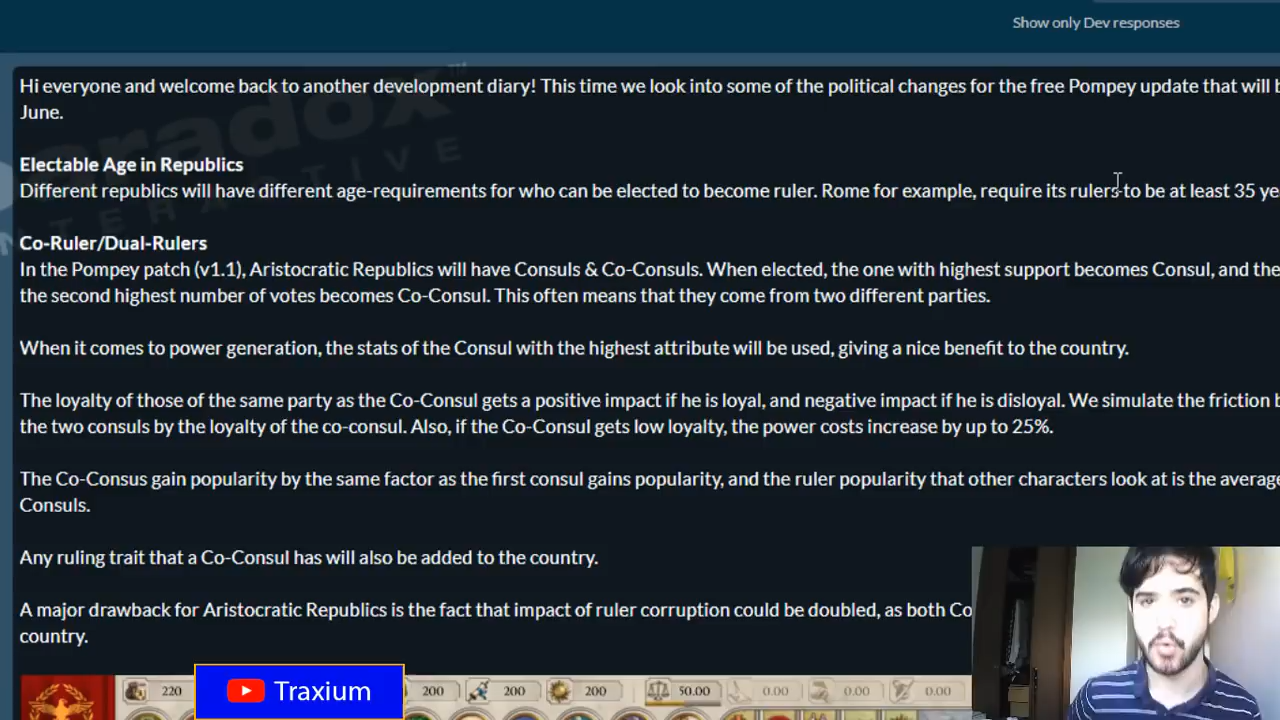 Show only Dev responses
Hi everyone and welcome back to another development diary! This time we look into some of the political changes for the free Pompey update that will
June.
Electable Age in Republics
Different republics will have different age-requirements for who can be elected to become ruler. Rome for example, require its rulers to be at least 35
Co-Ruler/Dual-Rulers
In the Pompey patch (v1.1), Aristocratic Republics will have Consuls & Co-Consuls. When elected, the one with highest support becomes Consul, and the
the second highest number of votes becomes Co-Consul. This often means that they come from two different parties.
When it comes to power generation, the stats of the Consul with the highest attribute will be used, giving a nice benefit to the country.
The loyalty of those of the same party as the Co-Consul gets a positive impact if he is loyal, and negative impact if he is disloyal. We simulate the friction
the two consuls by the loyalty of the co-consul. Also, if the Co-Consul gets low loyalty, the power costs increase by up to 25%.
The Co-Consus gain popularity by the same factor as the first consul gains popularity, and the ruler popularity that other characters look at is the average
Consuls.
Any ruling trait that a Co-Consul has will also be added to the country.
A major drawback for Aristocratic Republics is the fact that impact of ruler corruption could be doubled, as both
country.
220 200 200 200 50.00 0.00 0.00 0.00
Traxium
paradox
INTERACTIVE